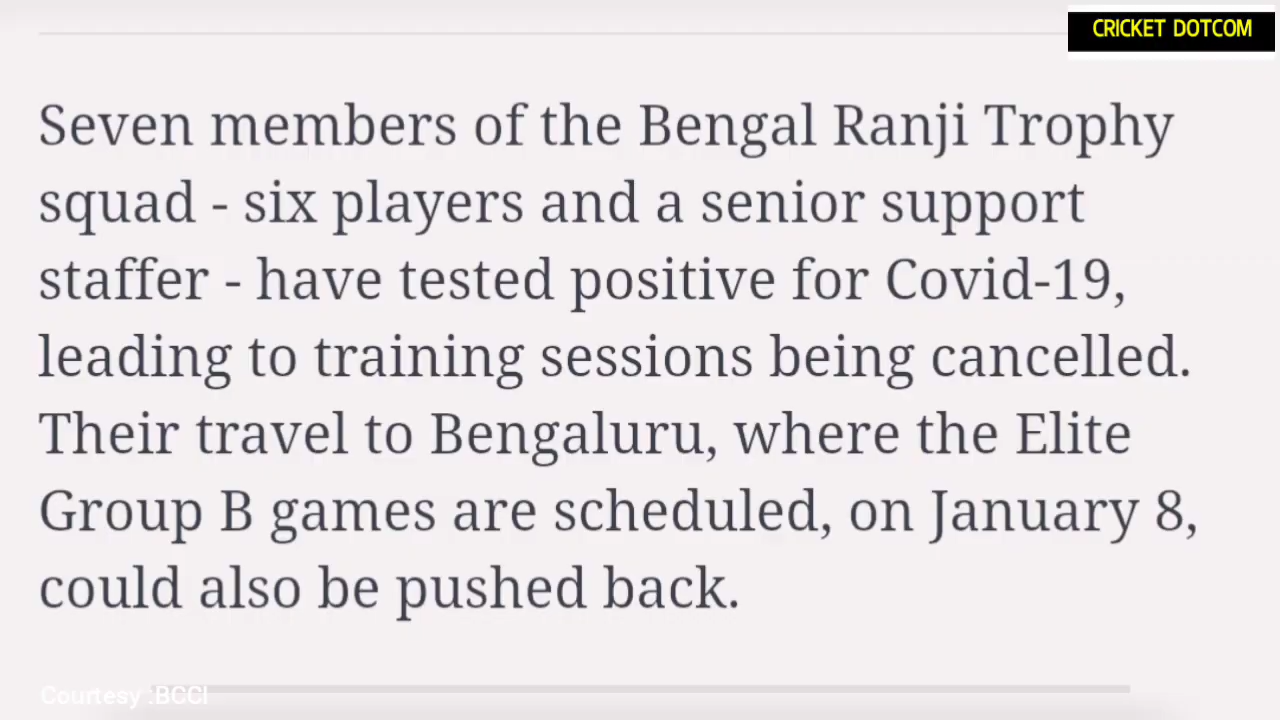 CRICKET DOTCOM
Seven members of the Bengal Ranji Trophy
squad - six players and a senior support
staffer - have tested positive for Covid-19,
leading to training sessions being cancelled.
Their travel to Bengaluru, where the Elite
Group B games are scheduled, on January 8,
could also be pushed back.
Courtesy :BCCI